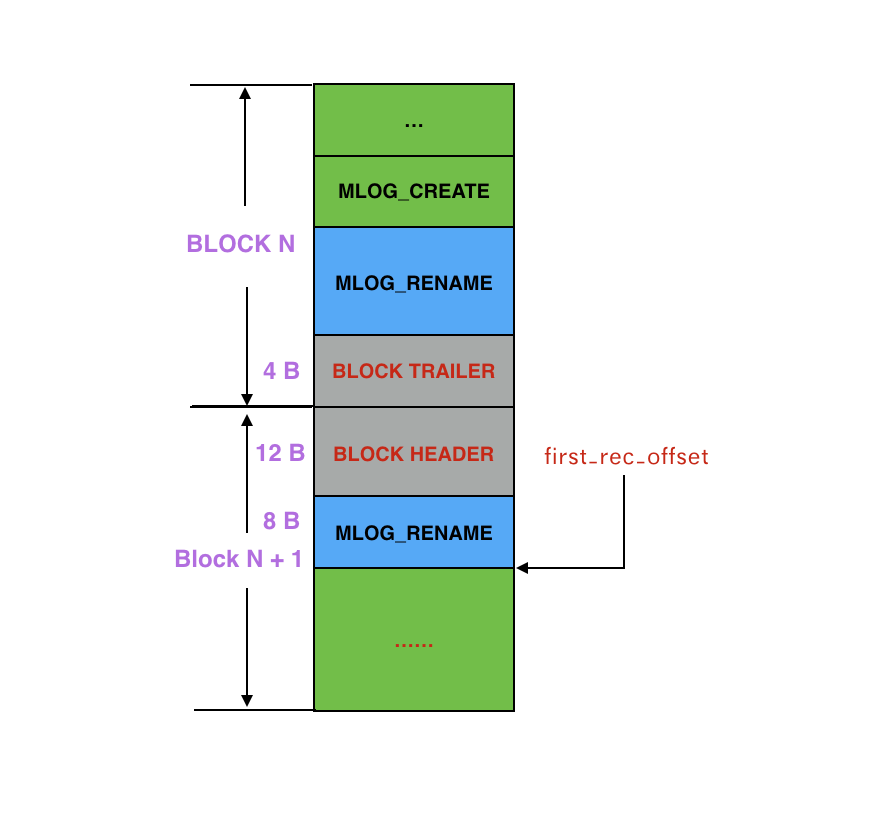 ...
MLOG_CREATE
BLOCK N
MLOG_RENAME
4 B
BLOCK TRAILER
12 B
BLOCK HEADER
first_rec_offset
8 B
MLOG_RENAME
Block N + 1
......